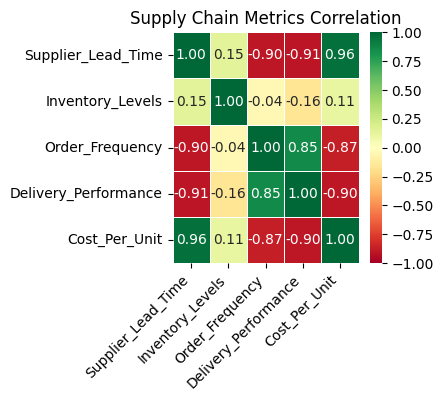 Supply Chain Metrics Correlation
Supplier_Lead_Time 1.00 0.15 -0.90 -0.91 0.96
Inventory_Levels 0.15 1.00 -0.04 -0.16 0.11
Order_Frequency -0.90 -0.04 1.00 0.85 -0.87
Delivery_Performance -0.91 -0.16 0.85 1.00 -0.90
Cost_Per_Unit 0.96 0.11 -0.87 -0.90 1.00
Supplier_Lead_Time
Inventory_Levels
Order_Frequency
Delivery_Performance
Cost_Per_Unit
1.00
0.75
0.50
0.25
0.00
−0.25
−0.50
−0.75
−1.00